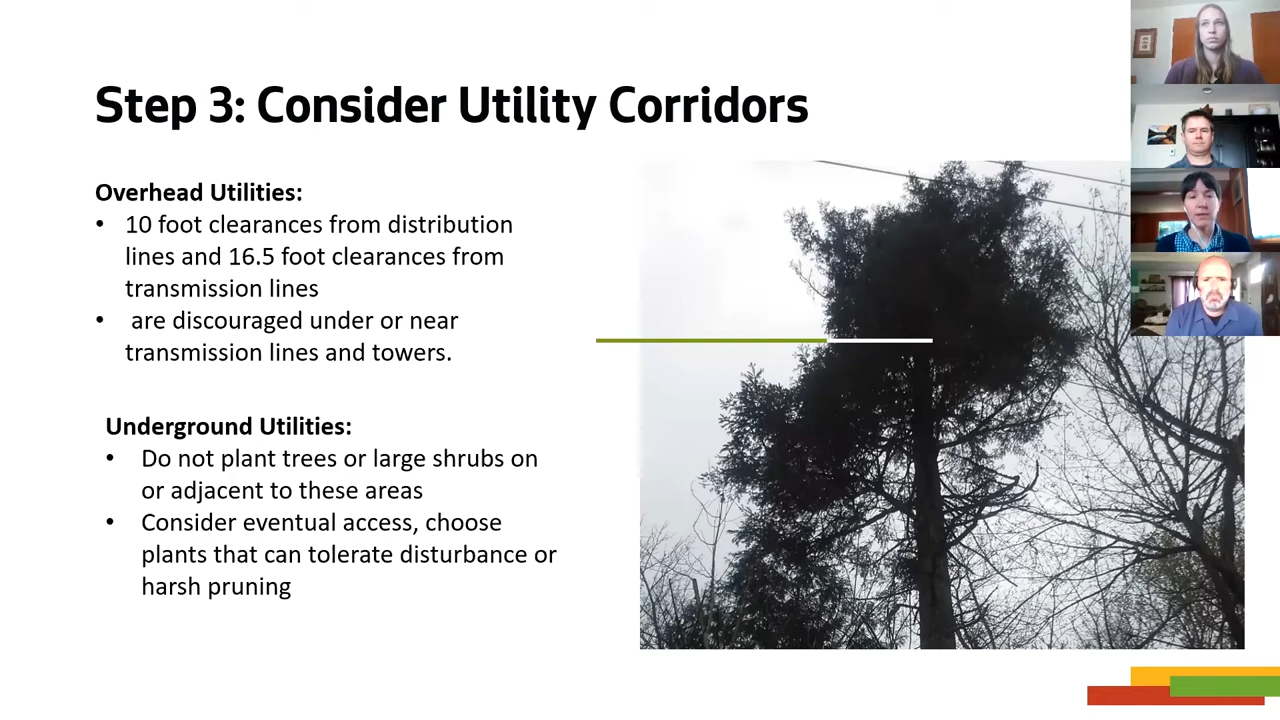 Step 3: Consider Utility Corridors
Overhead Utilities:
• 10 foot clearances from distribution
lines and 16.5 foot clearances from
transmission lines
• are discouraged under or near
transmission lines and towers.
Underground Utilities:
• Do not plant trees or large shrubs on
or adjacent to these areas
• Consider eventual access, choose
plants that can tolerate disturbance or
harsh pruning